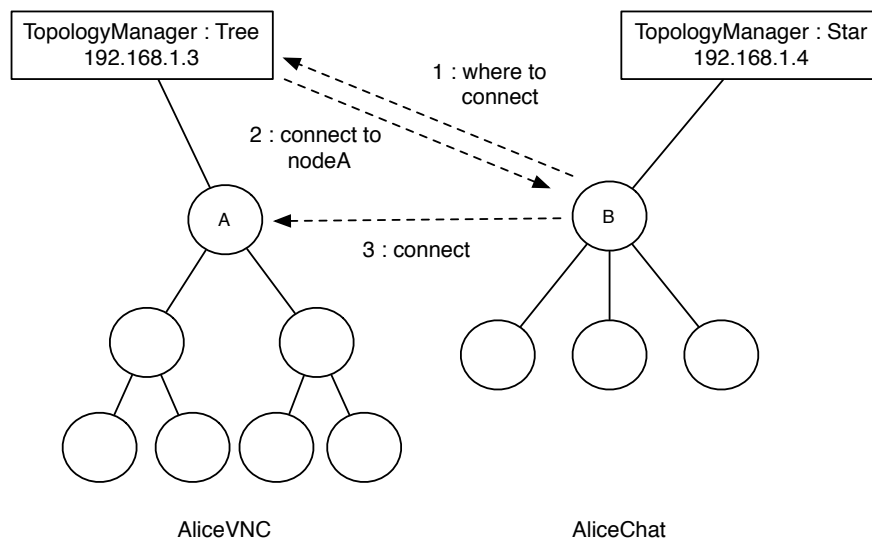 TopologyManager : Tree
192.168.1.3
TopologyManager : Star
192.168.1.4
1 : where to
connect
2 : connect to
nodeA
A
B
3 : connect
AliceVNC
AliceChat